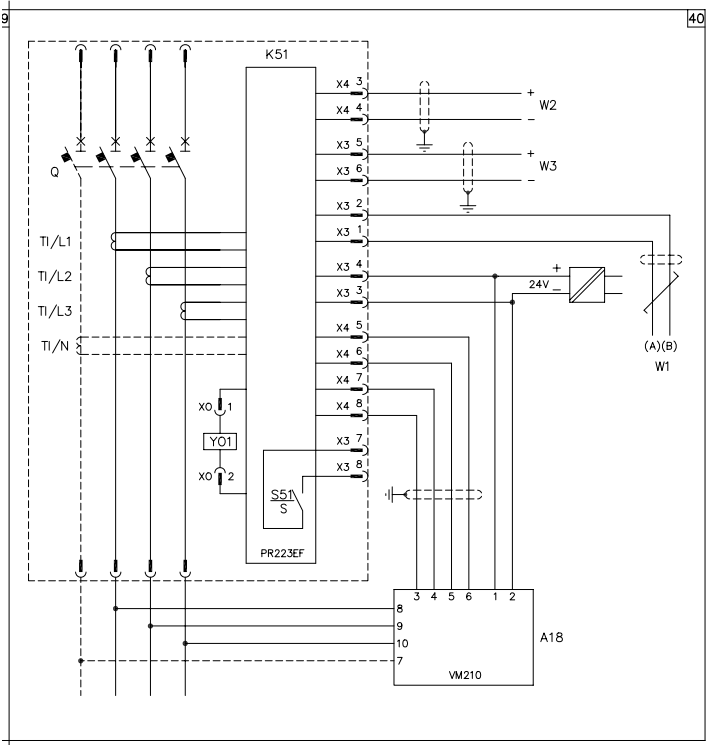 9
40
K51
X4 3
+
W2
X4 4
−
X3 5
+
W3
X3 6
−
Q
X3 2
X3 1
TI/L1
TI/L2
X3 4
+
24V
−
X3 3
TI/L3
X4 5
TI/N
(A)(B)
X4 6
W1
X4 7
X4 8
X0 1
Y01
X3 7
X0 2
X3 8
S51
S
PR223EF
3 4 5 6 1 2
8
9
A18
10
7
VM210